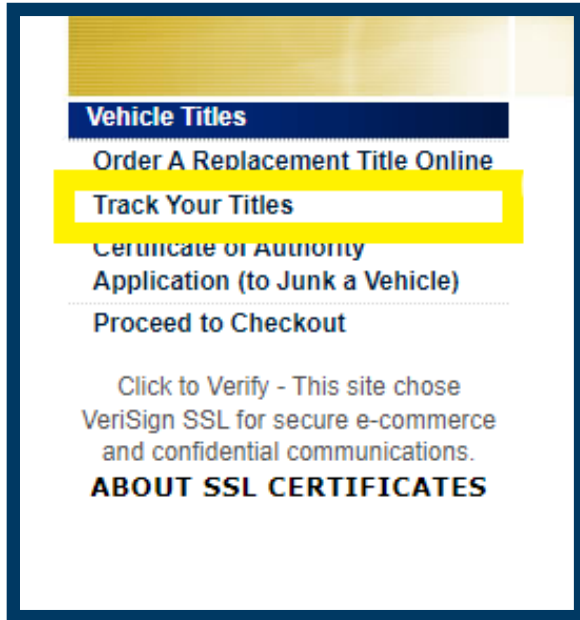 Vehicle Titles
Order A Replacement Title Online
Track Your Titles
Certificate of Authority
Application (to Junk a Vehicle)
Proceed to Checkout
Click to Verify - This site chose
VeriSign SSL for secure e-commerce
and confidential communications.
ABOUT SSL CERTIFICATES